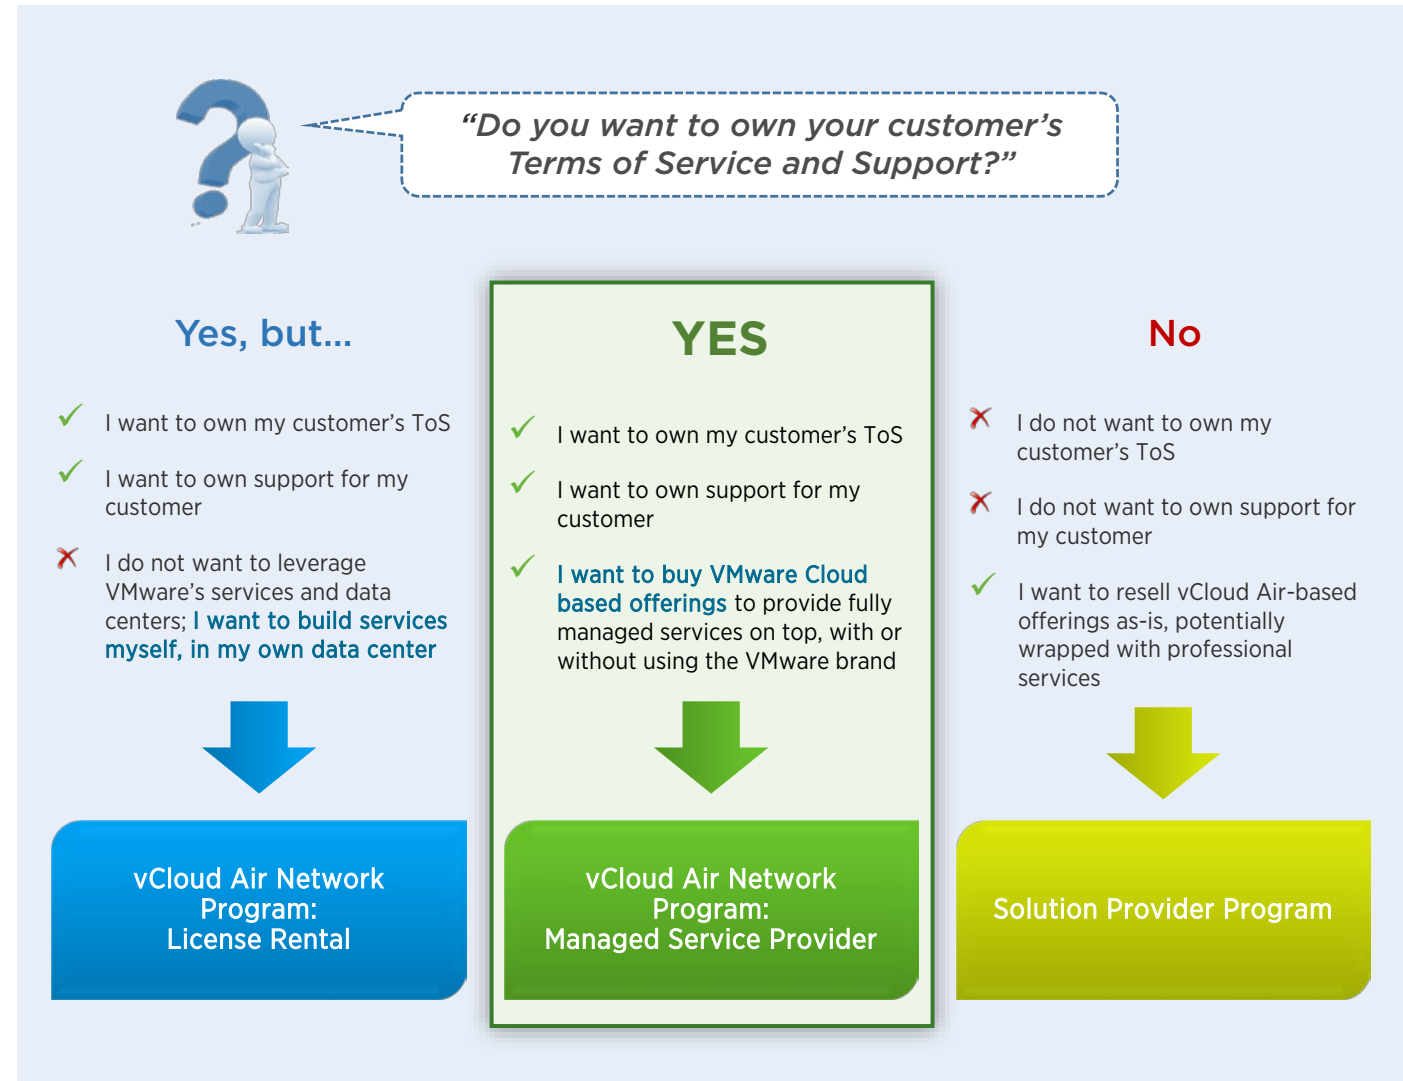 “Do you want to own your customer’s
Terms of Service and Support?”
Yes, but...
I want to own my customer’s ToS
I want to own support for my
customer
I do not want to leverage
VMware’s services and data
centers; I want to build services
myself, in my own data center
vCloud Air Network
Program:
License Rental
YES
I want to own my customer’s ToS
I want to own support for my
customer
I want to buy VMware Cloud
based offerings to provide fully
managed services on top, with or
without using the VMware brand
vCloud Air Network
Program:
Managed Service Provider
No
I do not want to own my
customer’s ToS
I do not want to own support for
my customer
I want to resell vCloud Air-based
offerings as-is, potentially
wrapped with professional
services
Solution Provider Program